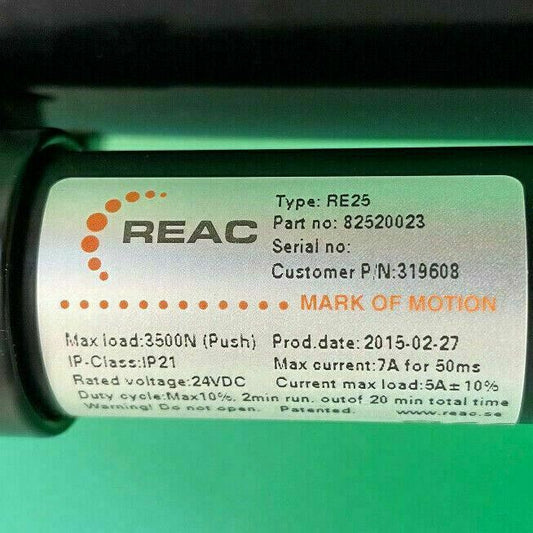 REAC
Type: RE25
Part no: 82520023
Serial no:
Customer P/N:319608
MARK OF MOTION
Max load:3500N (Push) Prod.date: 2015-02-27
IP-Class:IP21 Max current:7A for 50ms
Rated voltage:24VDC Current max load:5A±10%
Duty cycle:Max10%, 2min run. outof 20 min total time
Warning! Do not open. Patented. www.reac.se